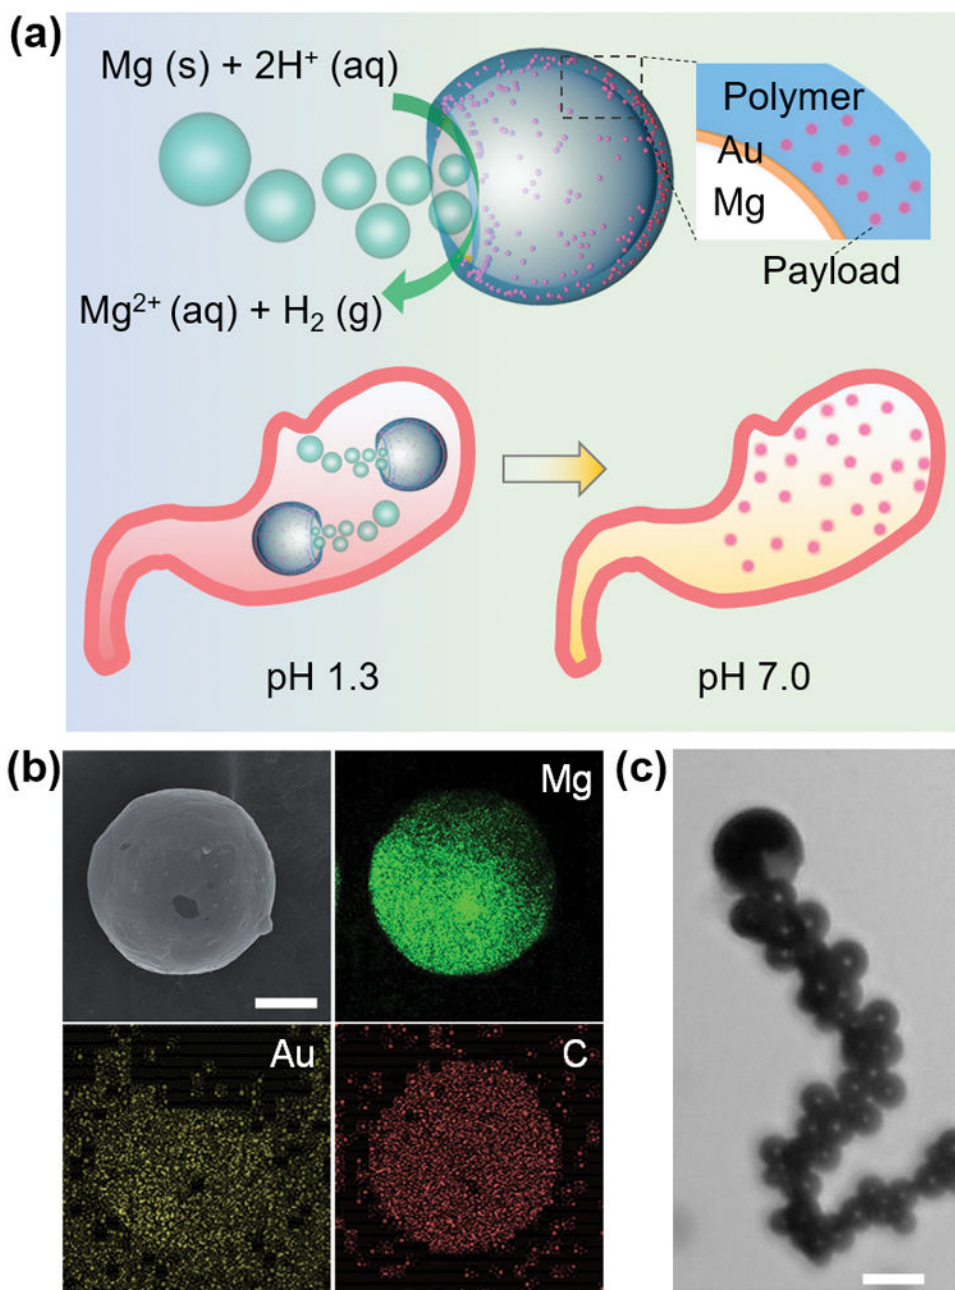 (a)
Mg (s) + 2H⁺ (aq)
Polymer
Au
Mg
Payload
Mg²⁺ (aq) + H₂ (g)
pH 1.3
pH 7.0
(b)
Mg
(c)
Au
C